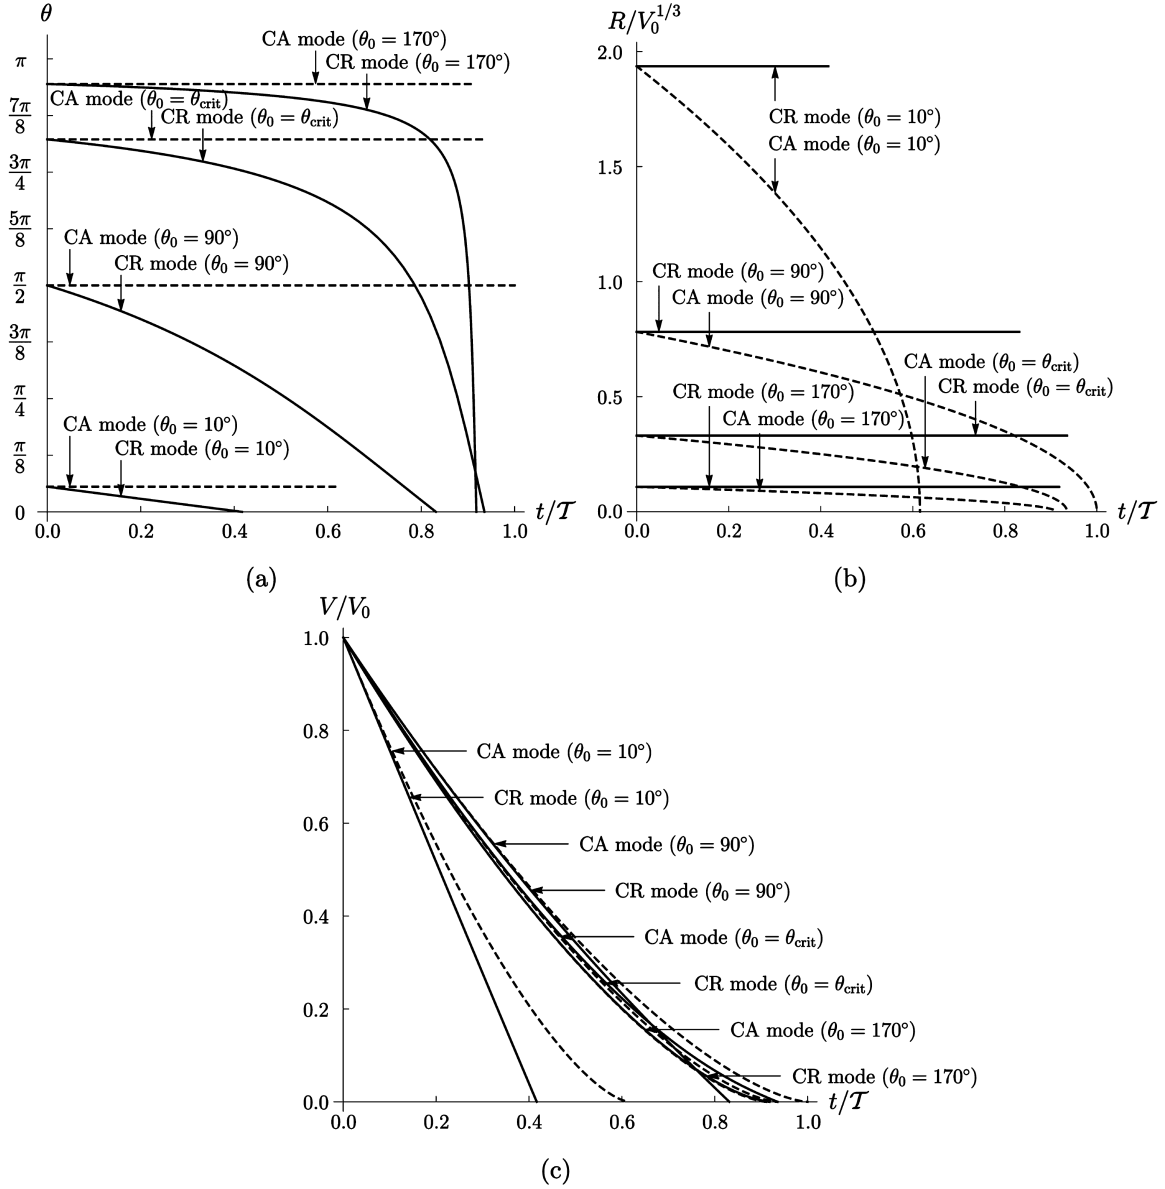 θ
π
7π/8
3π/4
5π/8
π/2
3π/8
π/4
π/8
0
CA mode (θ₀ = 170°)
CR mode (θ₀ = 170°)
CA mode (θ₀ = θcrit)
CR mode (θ₀ = θcrit)
CA mode (θ₀ = 90°)
CR mode (θ₀ = 90°)
CA mode (θ₀ = 10°)
CR mode (θ₀ = 10°)
0.0 0.2 0.4 0.6 0.8 1.0
t/𝒯
(a)
R/V₀^1/3
2.0
1.5
1.0
0.5
0.0
CR mode (θ₀ = 10°)
CA mode (θ₀ = 10°)
CR mode (θ₀ = 90°)
CA mode (θ₀ = 90°)
CA mode (θ₀ = θcrit)
CR mode (θ₀ = θcrit)
CR mode (θ₀ = 170°)
CA mode (θ₀ = 170°)
0.0 0.2 0.4 0.6 0.8 1.0
t/𝒯
(b)
V/V₀
1.0
0.8
0.6
0.4
0.2
0.0
CA mode (θ₀ = 10°)
CR mode (θ₀ = 10°)
CA mode (θ₀ = 90°)
CR mode (θ₀ = 90°)
CA mode (θ₀ = θcrit)
CR mode (θ₀ = θcrit)
CA mode (θ₀ = 170°)
CR mode (θ₀ = 170°)
0.0 0.2 0.4 0.6 0.8 1.0
t/𝒯
(c)